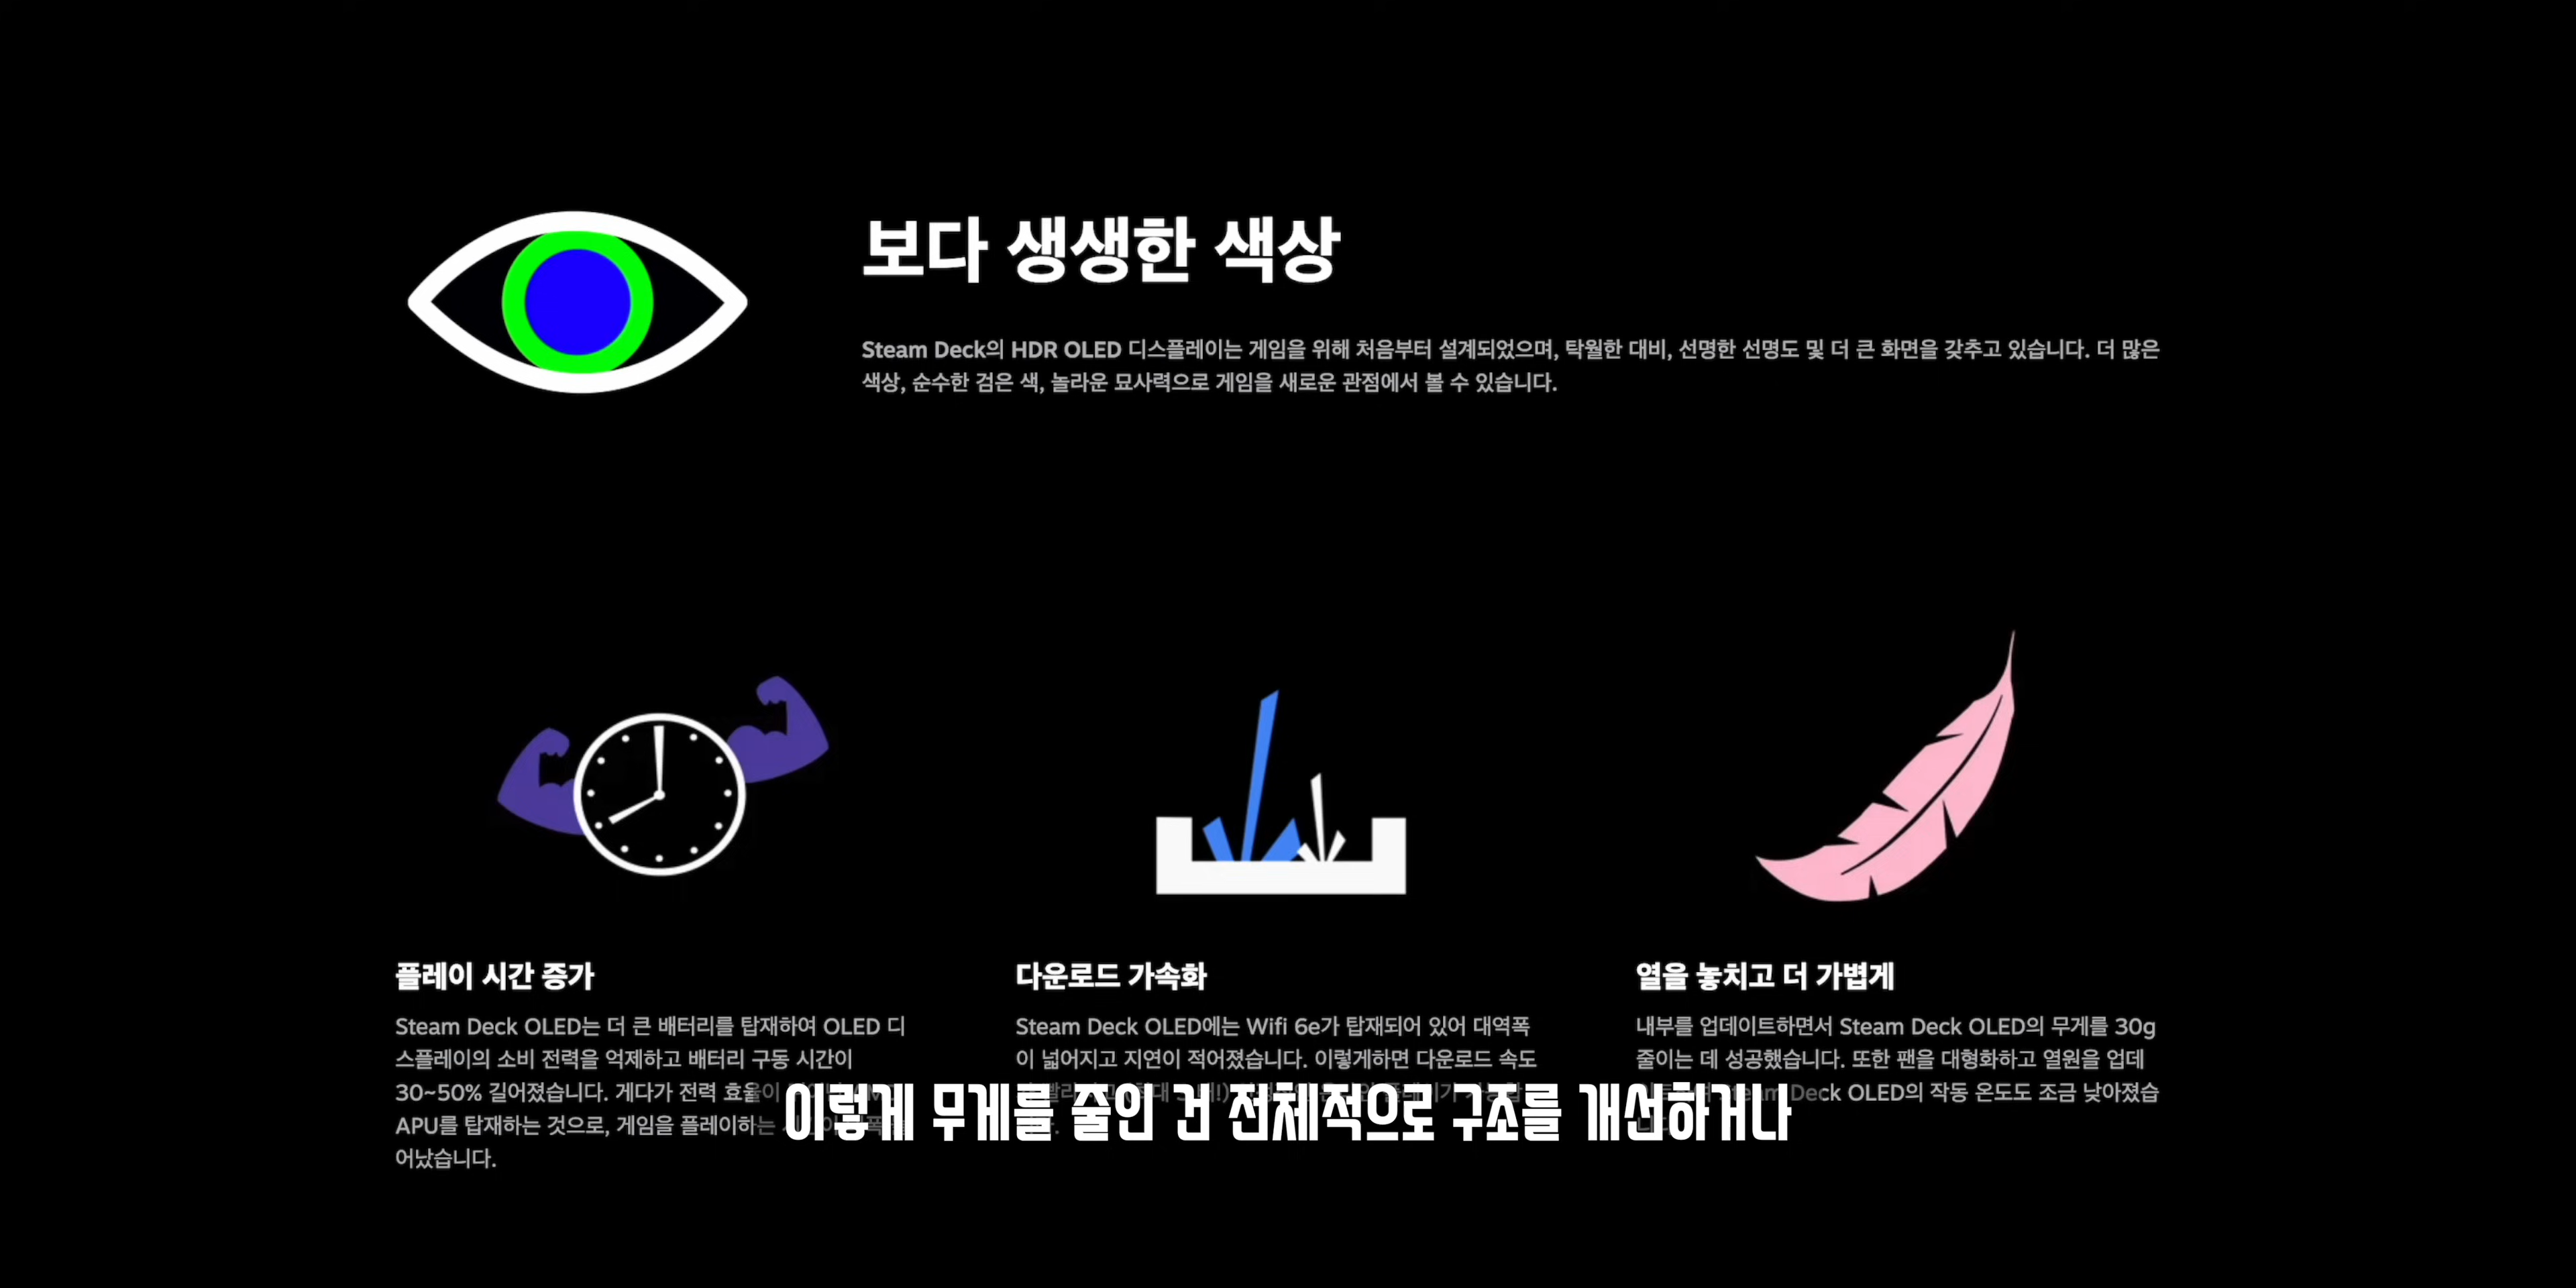 보다 생생한 색상
Steam Deck의 HDR OLED 디스플레이는 게임을 위해 처음부터 설계되었으며, 탁월한 대비, 선명한 선명도 및 더 큰 화면을 갖추고 있습니다. 더 많은
색상, 순수한 검은 색, 놀라운 묘사력으로 게임을 새로운 관점에서 볼 수 있습니다.
플레이 시간 증가
Steam Deck OLED는 더 큰 배터리를 탑재하여 OLED 디
스플레이의 소비 전력을 억제하고 배터리 구동 시간이
30~50% 길어졌습니다. 게다가 전력 효율이
APU를 탑재하는 것으로, 게임을 플레이하는
어났습니다.
다운로드 가속화
Steam Deck OLED에는 Wifi 6e가 탑재되어 있어 대역폭
이 넓어지고 지연이 적어졌습니다. 이렇게하면 다운로드 속도
열을 놓치고 더 가볍게
내부를 업데이트하면서 Steam Deck OLED의 무게를 30g
줄이는 데 성공했습니다. 또한 팬을 대형화하고 열원을 업데
Steam Deck OLED의 작동 온도도 조금 낮아졌습
이렇게 무게를 줄인 건 전체적으로 구조를 개선하거나